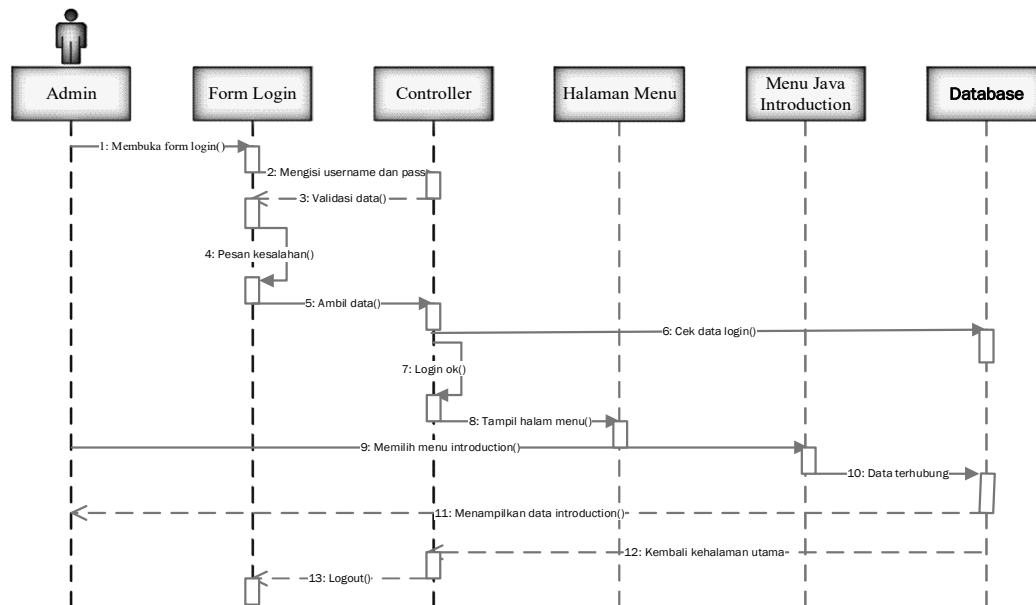 Admin
Form Login
Controller
Halaman Menu
Menu Java
Introduction
Database
1: Membuka form login()
2: Mengisi username dan pass
3: Validasi data()
4: Pesan kesalahan()
5: Ambil data()
6: Cek data login()
7: Login ok()
8: Tampil halam menu()
9: Memilih menu introduction()
10: Data terhubung
11: Menampilkan data introduction()
12: Kembali kehalaman utama
13: Logout()